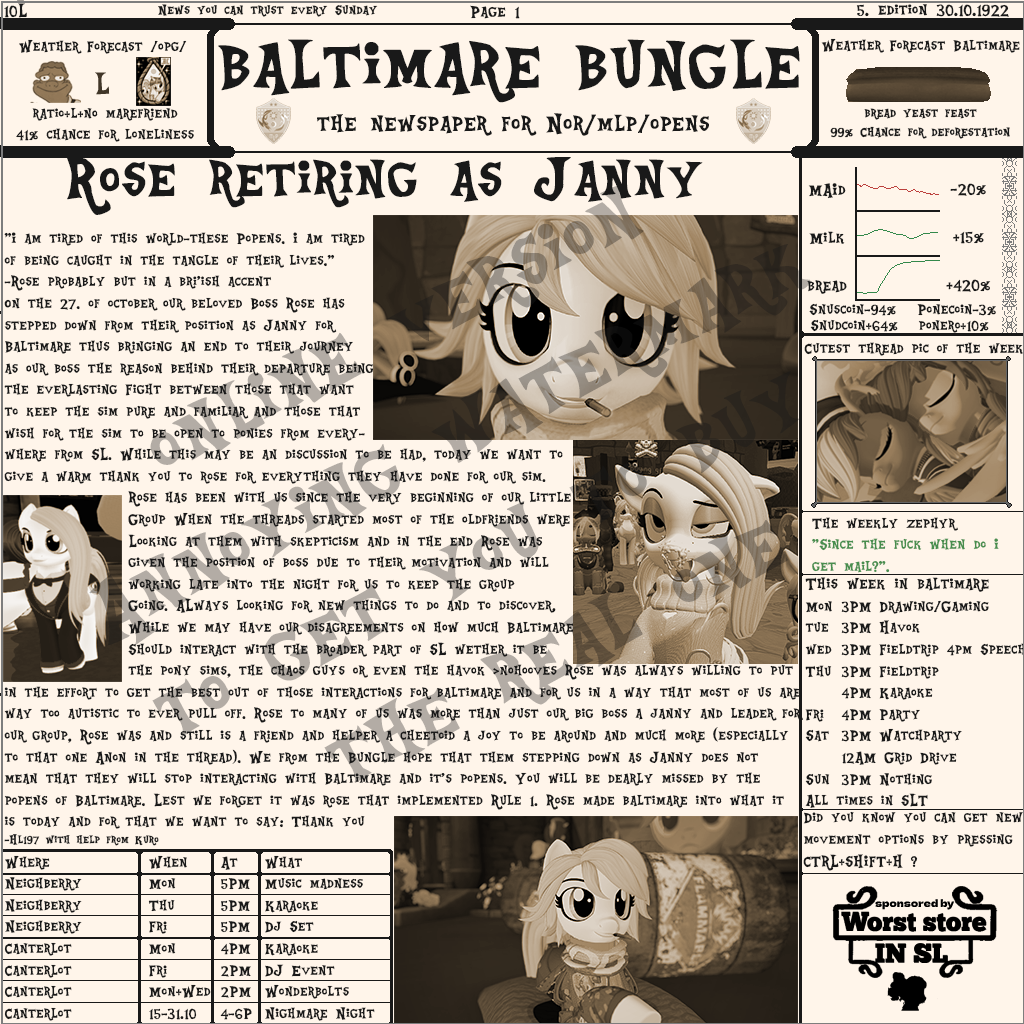 10L
News you can trust every Sunday
Page 1
5. edition 30.10.1922
Weather forecast /opg/
L
Ratio+L+No marefriend
41% chance for loneliness
BALTiMARE BUNGLE
the newspaper for Nor/mlp/opens
Weather forecast Baltimare
bread yeast feast
99% chance for deforestation
Rose Retiring as Janny
"i am tired of this world-these Popens. i am tired
of being caught in the tangle of their lives."
-Rose probably but in a bri'ish accent
on the 27. of october our beloved Boss Rose has
stepped down from their position as Janny for
Baltimare thus bringing an end to their journey
as our boss the reason behind their departure being
the everlasting fight between those that want
to keep the sim pure and familiar and those that
wish for the sim to be open to ponies from every-
where from SL. While this may be an discussion to be had, today we want to
give a warm thank you to Rose for everything they have done for our sim.
Rose has been with us since the very beginning of our little
Group When the threads started most of the oldfriends were
Looking at them with skepticism and in the end Rose was
Given the position of boss due to their motivation and will
working late into the night for us to keep the group
Going. Always looking for new things to do and to discover,
While we may have our disagreements on how much Baltimare
Should interact with the broader part of SL wether it be
the pony sims, the chaos guys or even the Havok >nohooves Rose was always willing to put
in the effort to get the best out of those interactions for baltimare and for us in a way that most of us are
way too autistic to ever pull off. Rose to many of us was more than just our big boss a janny and leader for
our group. Rose was and still is a friend and helper a cheetoid a joy to be around and much more (especially
to that one Anon in the thread). We from the Bungle hope that them stepping down as Janny does not
mean that they will stop interacting with Baltimare and it's popens. You will be dearly missed by the
popens of Baltimare. Lest we forget it was rose that implemented Rule 1. Rose made baltimare into what it
is today and for that we want to say: Thank you
-HL197 with help from Kuro
ONLINE VERSION
ANNOYING WATERMARK
TO GET YOU TO BUY
THE REAL ONE
Where When At What
Neighberry Mon 5PM Music madness
Neighberry Thu 5PM Karaoke
Neighberry Fri 5PM DJ Set
Canterlot Mon 4PM Karaoke
Canterlot Fri 2PM DJ Event
Canterlot Mon+Wed 2PM Wonderbolts
Canterlot 15-31.10 4-6P Nighmare Night
Maid -20%
Milk +15%
Bread +420%
Snuscoin-94% Ponecoin-3%
Snudcoin+64% Ponero+10%
Cutest thread pic of the week
The weekly zephyr
"Since the fuck when do i
get mail?".
This week in baltimare
Mon 3PM Drawing/Gaming
Tue 3PM Havok
Wed 3PM Fieldtrip 4PM Speech
Thu 3PM Fieldtrip
4PM Karaoke
Fri 4PM Party
Sat 3PM Watchparty
12AM Grid Drive
Sun 3PM Nothing
All times in SLT
Did you know you can get new
movement options by pressing
CTRL+SHIFT+H ?
sponsored by
Worst store
IN SL